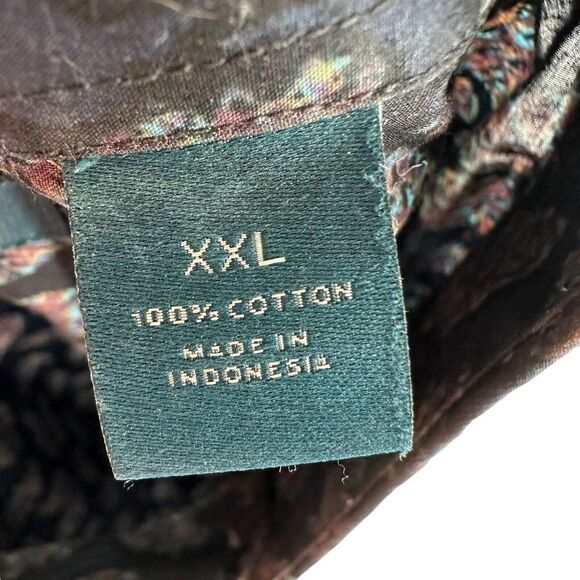 XXL
100% COTTON
MADE IN
INDONESIA